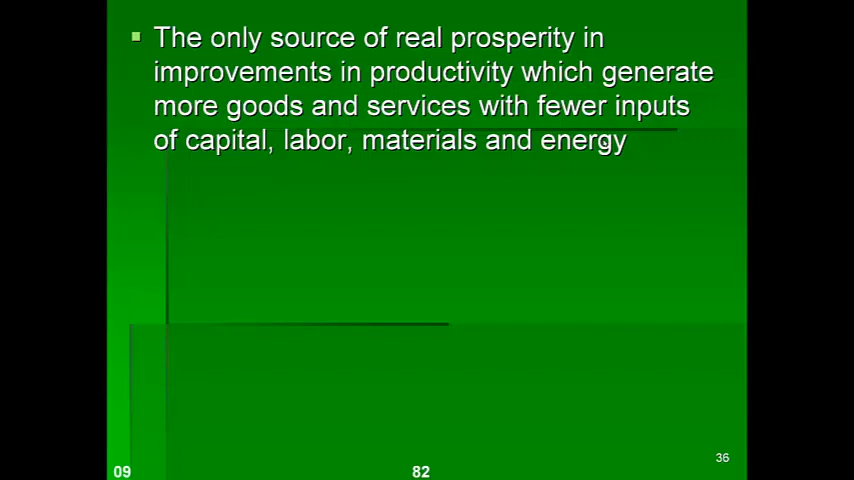 The only source of real prosperity in
improvements in productivity which generate
more goods and services with fewer inputs
of capital, labor, materials and energy
36
09
82